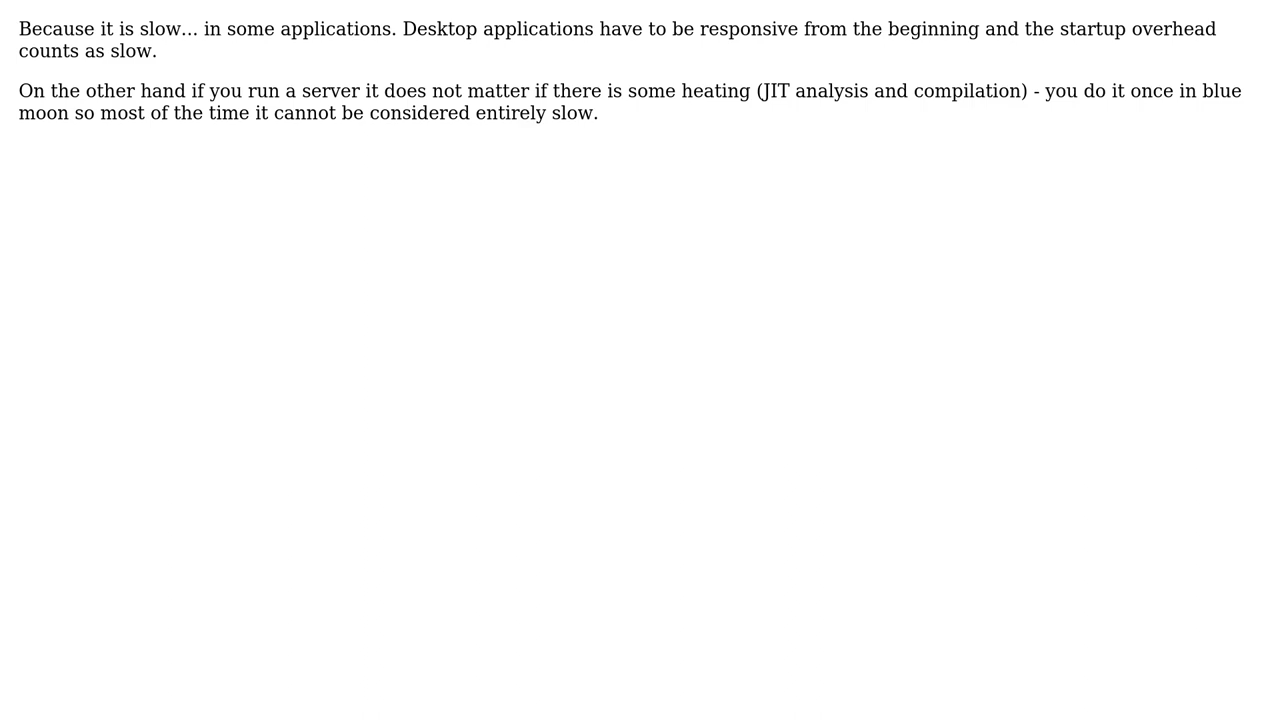 Because it is slow... in some applications. Desktop applications have to be responsive from the beginning and the startup overhead
counts as slow.
On the other hand if you run a server it does not matter if there is some heating (JIT analysis and compilation) - you do it once in blue
moon so most of the time it cannot be considered entirely slow.